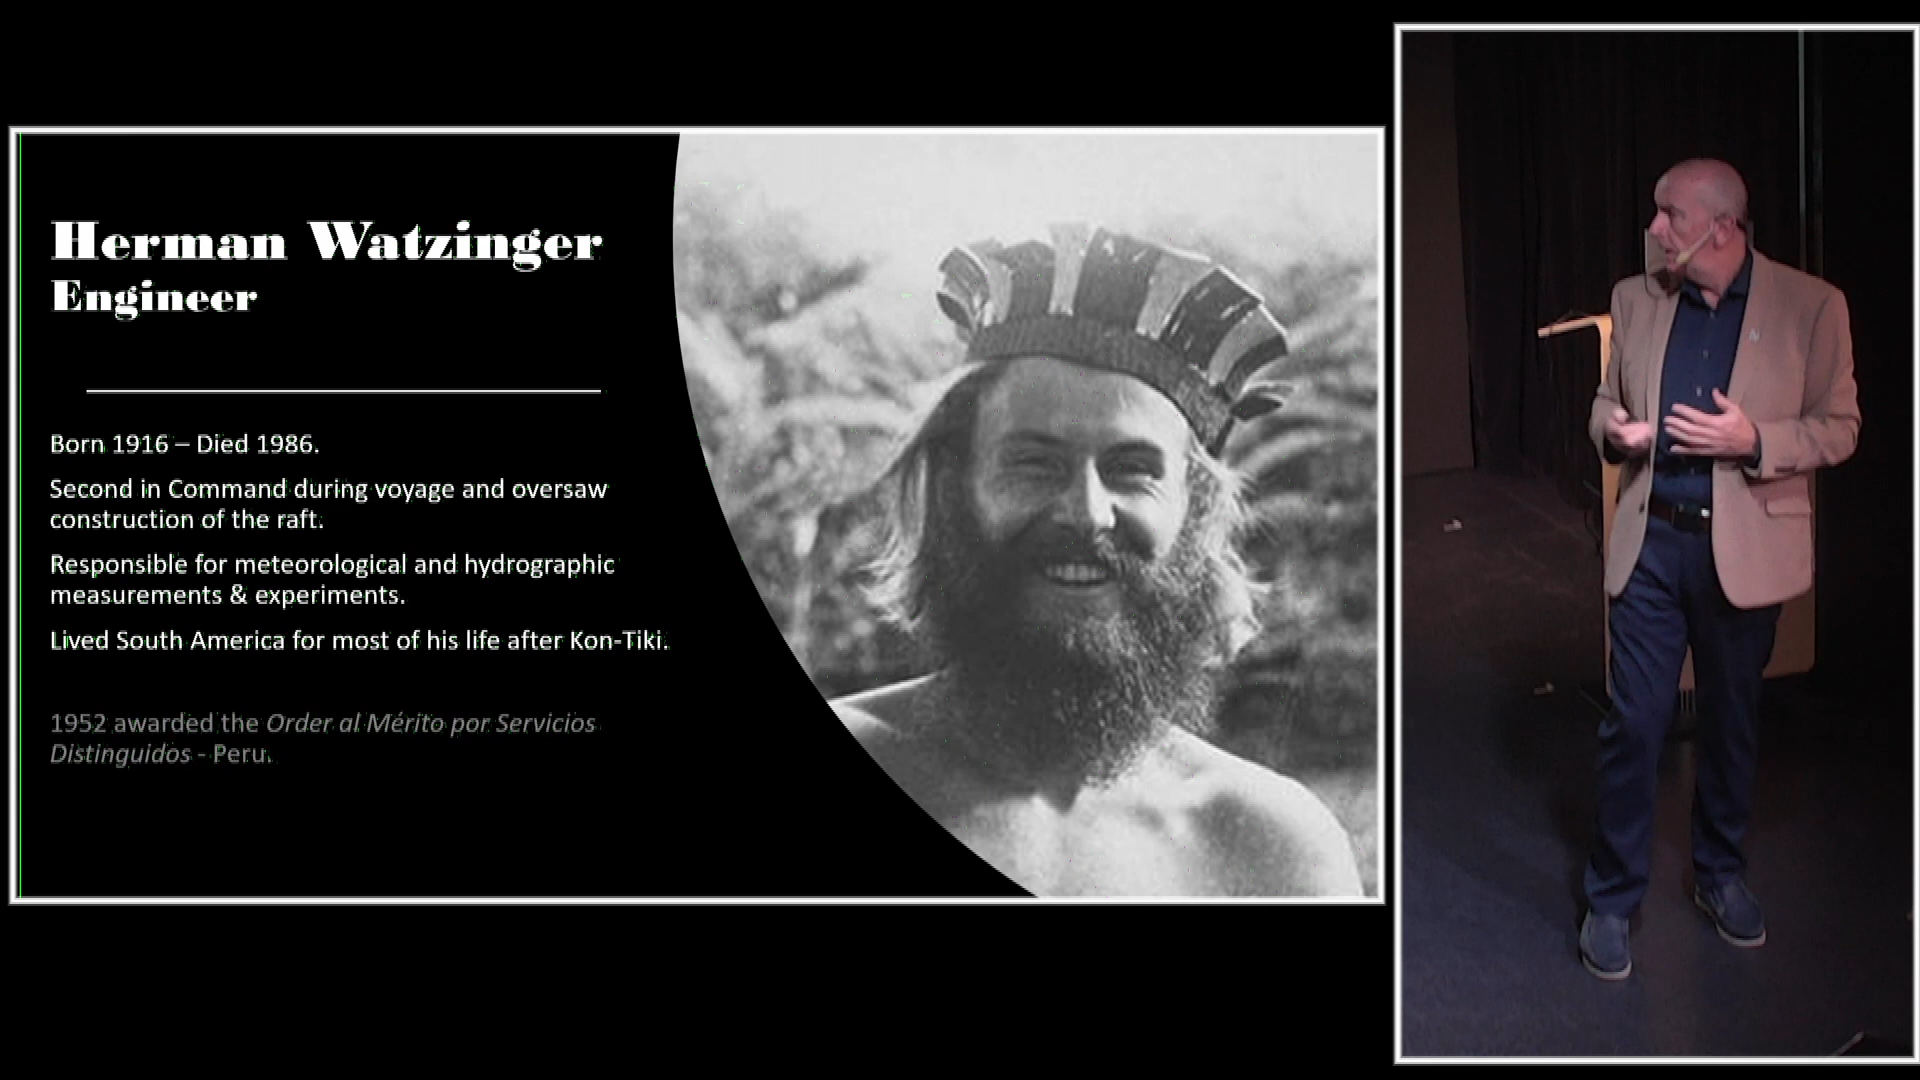 Herman Watzinger
Engineer
Born 1916 – Died 1986.
Second in Command during voyage and oversaw
construction of the raft.
Responsible for meteorological and hydrographic
measurements & experiments.
Lived South America for most of his life after Kon-Tiki.
1952 awarded the Order al Mérito por Servicios
Distinguidos - Peru.